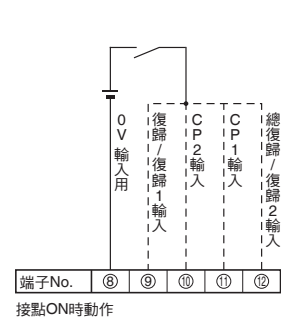 0V 輸入用
復歸/復歸1輸入
CP2輸入
CP1輸入
總復歸/復歸2輸入
端子No. ⑧ ⑨ ⑩ ⑪ ⑫
接點ON時動作